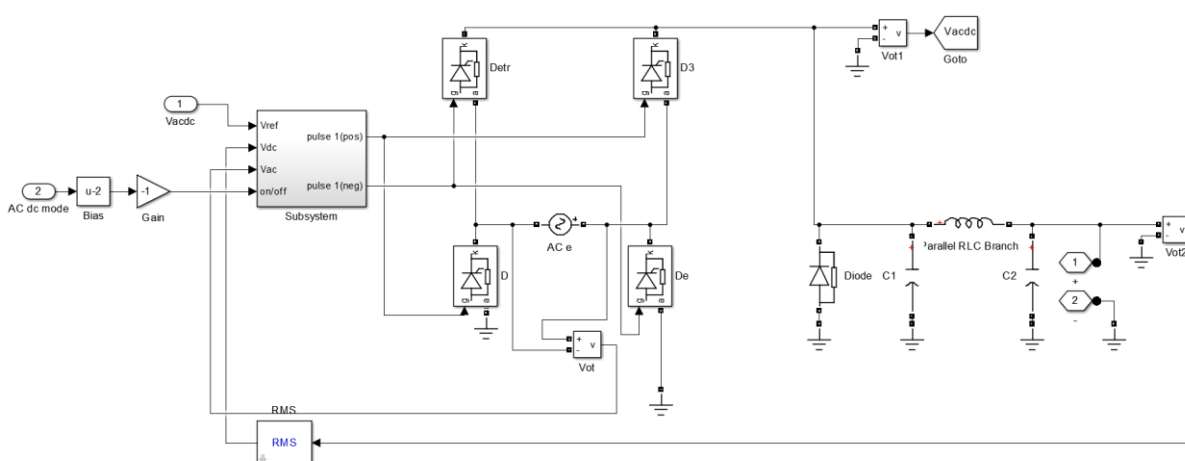 k
Detr
g
a
k
D3
g
a
+
-
v
Vot1
Vacdc
Goto
1
Vacdc
Vref
Vdc
Vac
on/off
pulse 1(pos)
pulse 1(neg)
Subsystem
2
AC dc mode
u-2
Bias
-1
Gain
+
AC e
k
D
g
a
k
De
g
a
+
-
v
Vot
Diode
+
C1
+
Parallel RLC Branch
+
C2
1
+
2
-
+
-
v
Vot2
RMS
RMS